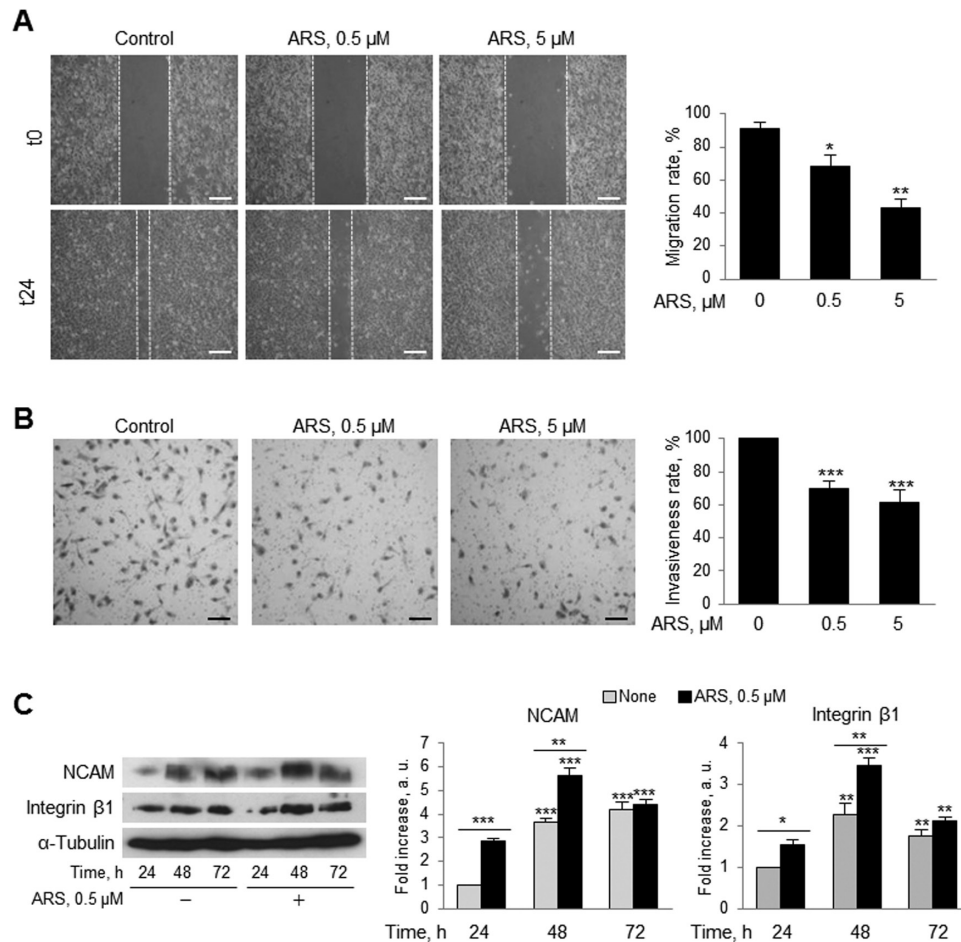 A
Control ARS, 0.5 µM ARS, 5 µM
t0
t24
Migration rate, %
100
80
60
40
20
0
* **
0 0.5 5
ARS, µM
B
Control ARS, 0.5 µM ARS, 5 µM
Invasiveness rate, %
100
80
60
40
20
0
*** ***
0 0.5 5
ARS, µM
C
NCAM
Integrin β1
α-Tubulin
Time, h 24 48 72 24 48 72
ARS, 0.5 µM – +
None ARS, 0.5 µM
NCAM
Fold increase, a. u.
7
6
5
4
3
2
1
0
***
**
*** ***
*** ***
Time, h 24 48 72
Integrin β1
Fold increase, a. u.
4
3
2
1
0
*
**
** ***
** **
Time, h 24 48 72